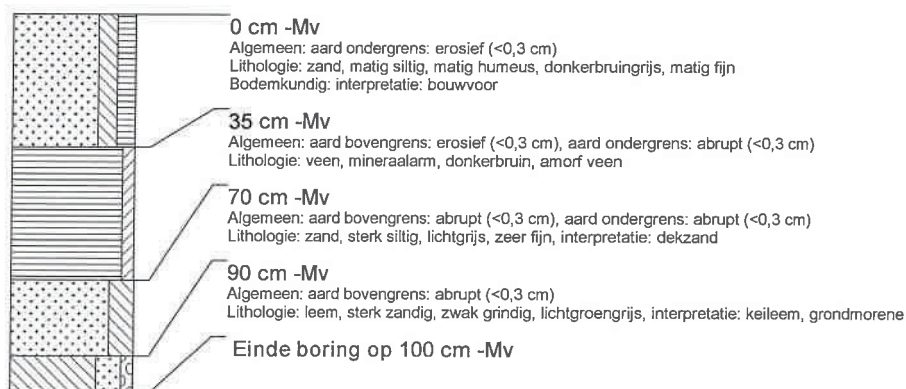 0 cm -Mv
Algemeen: aard ondergrens: erosief (<0,3 cm)
Lithologie: zand, matig siltig, matig humeus, donkerbruingrijs, matig fijn
Bodemkundig: interpretatie: bouwvoor
35 cm -Mv
Algemeen: aard bovengrens: erosief (<0,3 cm), aard ondergrens: abrupt (<0,3 cm)
Lithologie: veen, mineraalarm, donkerbruin, amorf veen
70 cm -Mv
Algemeen: aard bovengrens: abrupt (<0,3 cm), aard ondergrens: abrupt (<0,3 cm)
Lithologie: zand, sterk siltig, lichtgrijs, zeer fijn, interpretatie: dekzand
90 cm -Mv
Algemeen: aard bovengrens: abrupt (<0,3 cm)
Lithologie: leem, sterk zandig, zwak grindig, lichtgroengrijs, interpretatie: keileem, grondmorene
Einde boring op 100 cm -Mv